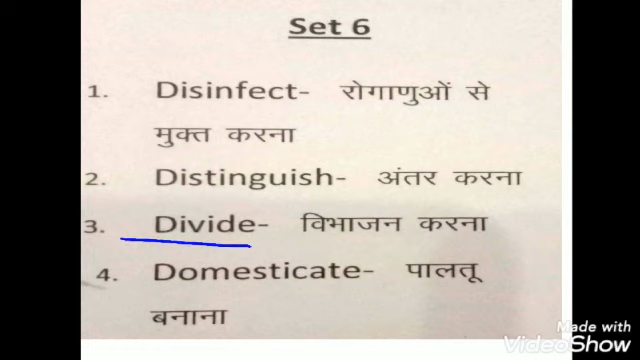 Set 6
1. Disinfect- रोगाणुओं से
मुक्त करना
2. Distinguish- अंतर करना
3. Divide- विभाजन करना
4. Domesticate- पालतू
बनाना
Made with
VideoShow